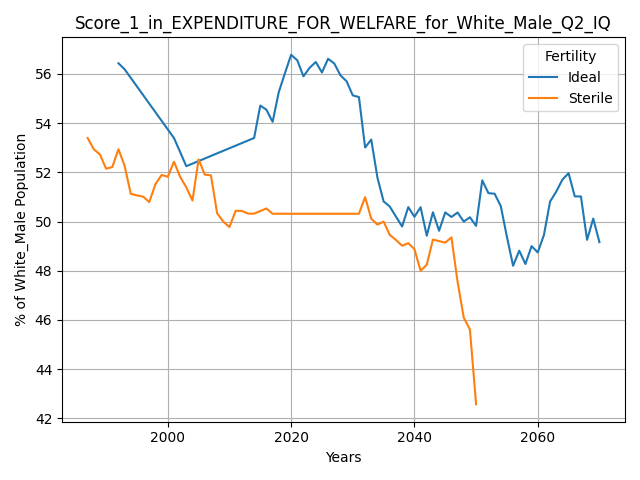 Score_1_in_EXPENDITURE_FOR_WELFARE_for_White_Male_Q2_IQ
Fertility
Ideal
Sterile
% of White_Male Population
56
54
52
50
48
46
44
42
2000
2020
2040
2060
Years